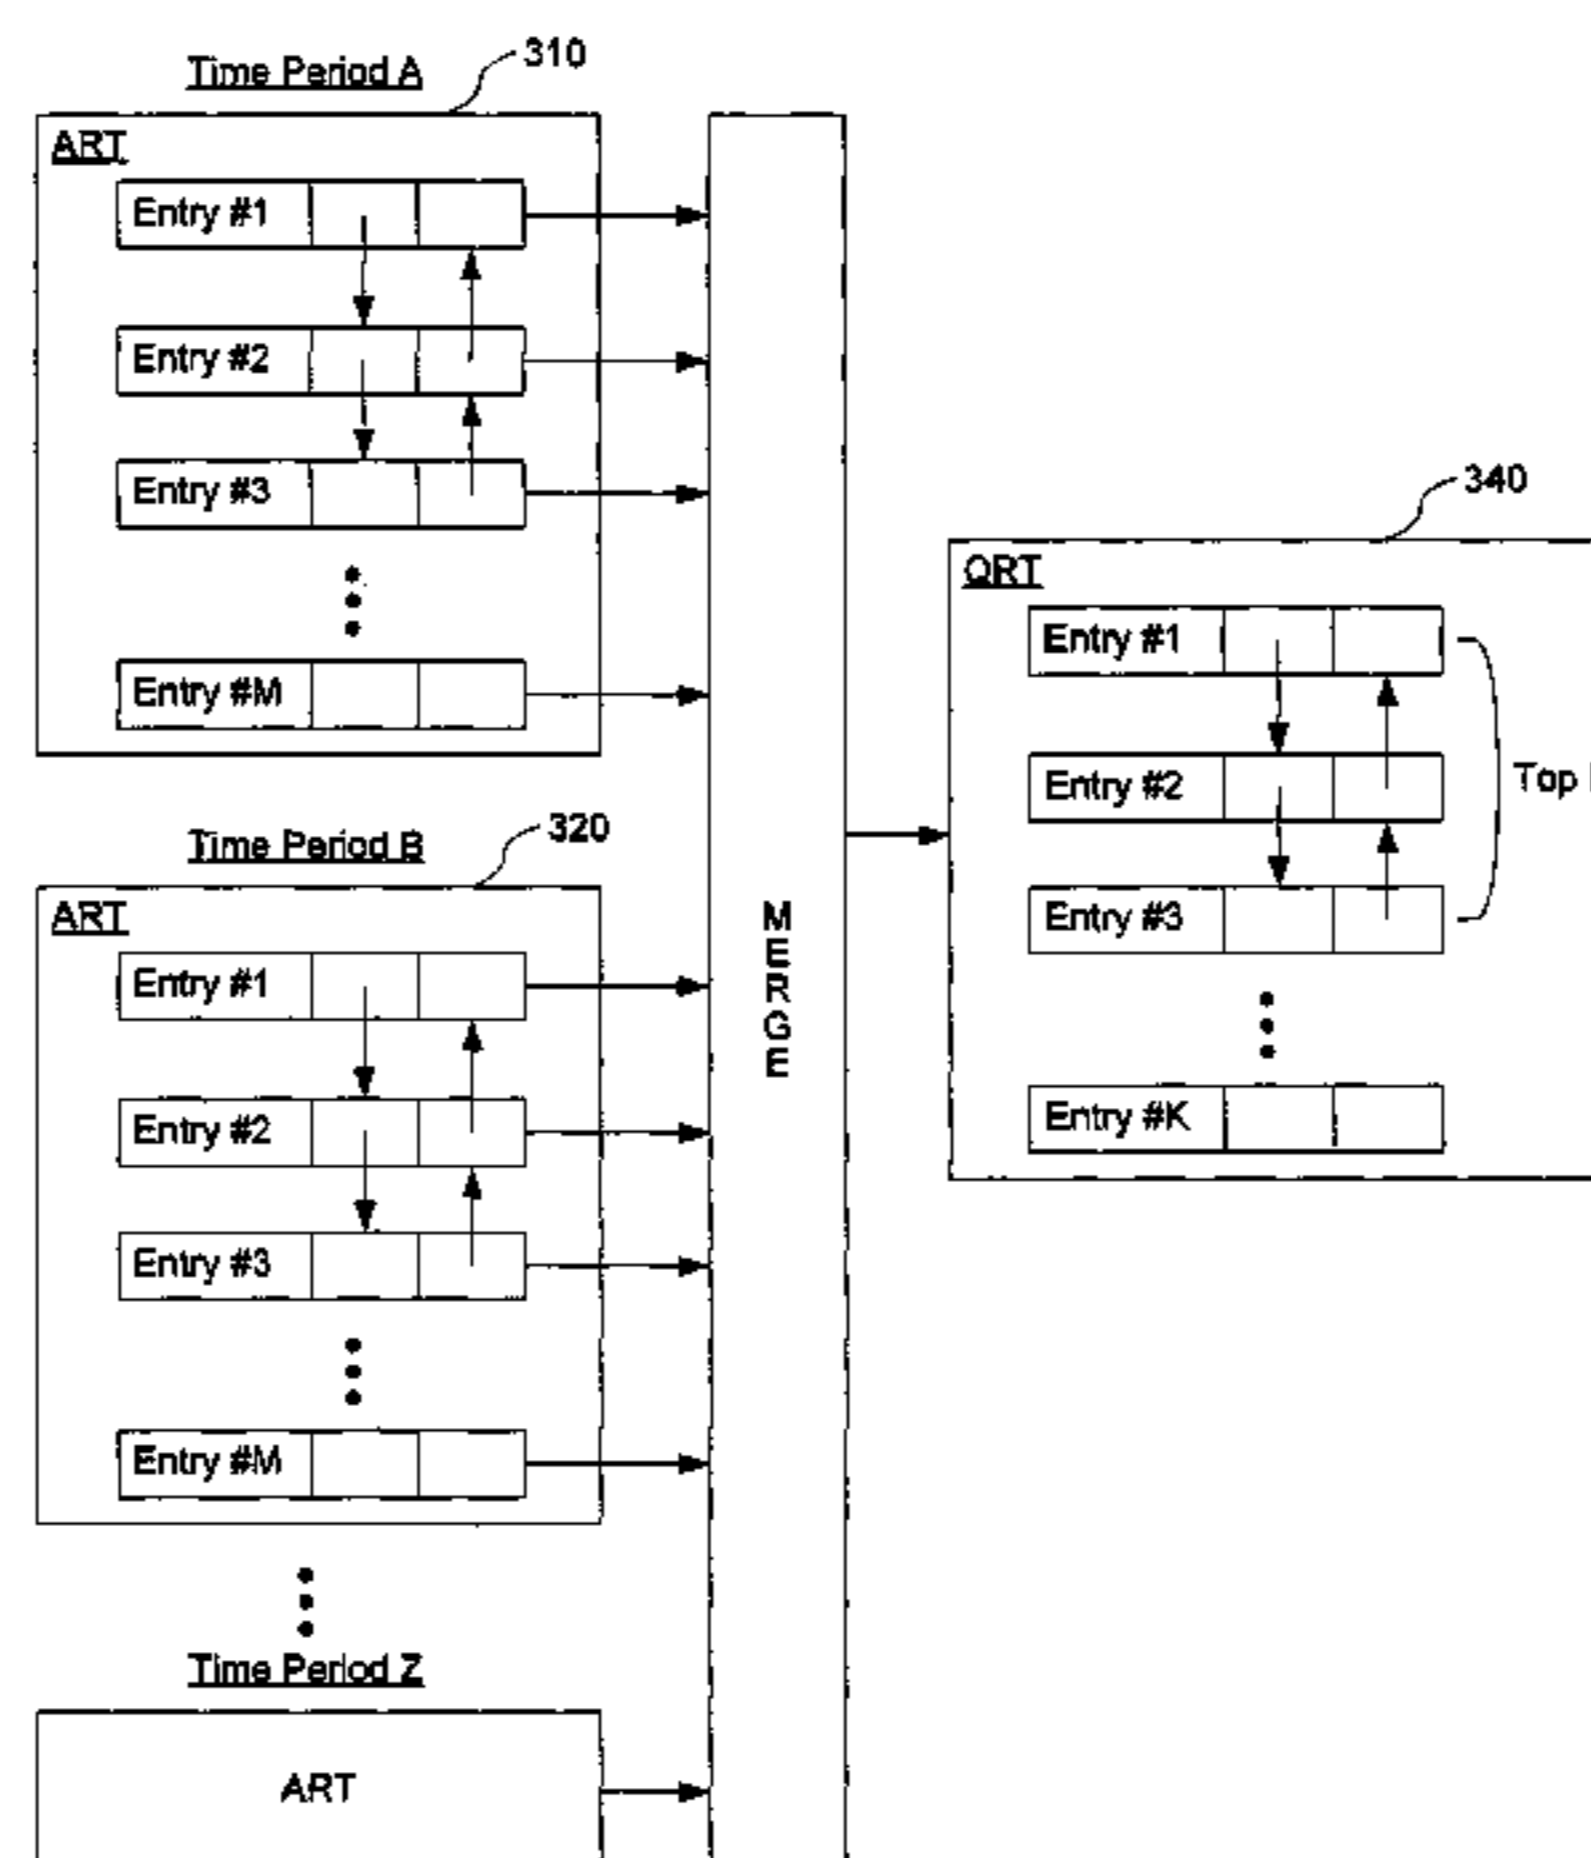 Time Period A
310
ART
Entry #1
Entry #2
Entry #3
Entry #M
Time Period B
320
ART
Entry #1
Entry #2
Entry #3
Entry #M
Time Period Z
ART
MERGE
340
QRT
Entry #1
Entry #2
Entry #3
Entry #K
Top